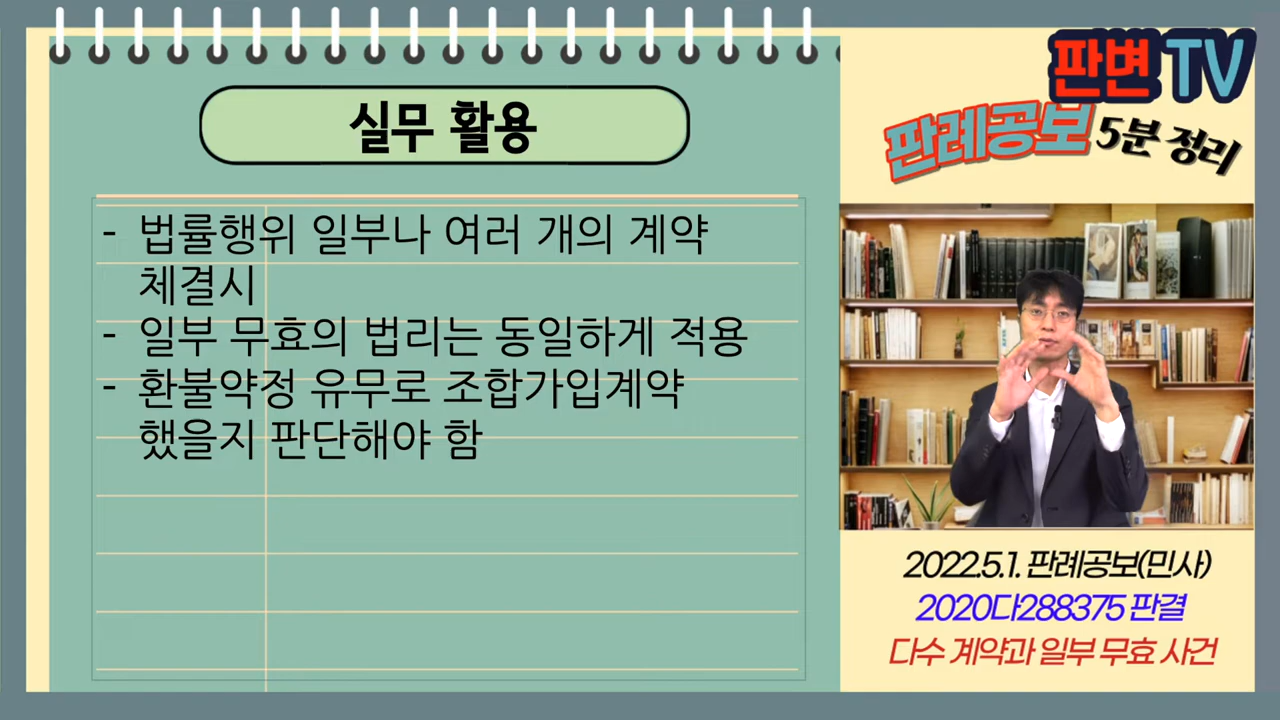 실무 활용
- 법률행위 일부나 여러 개의 계약
체결시
- 일부 무효의 법리는 동일하게 적용
- 환불약정 유무로 조합가입계약
했을지 판단해야 함
판변 TV
판례공보 5분 정리
2022.5.1. 판례공보(민사)
2020다288375 판결
다수 계약과 일부 무효 사건